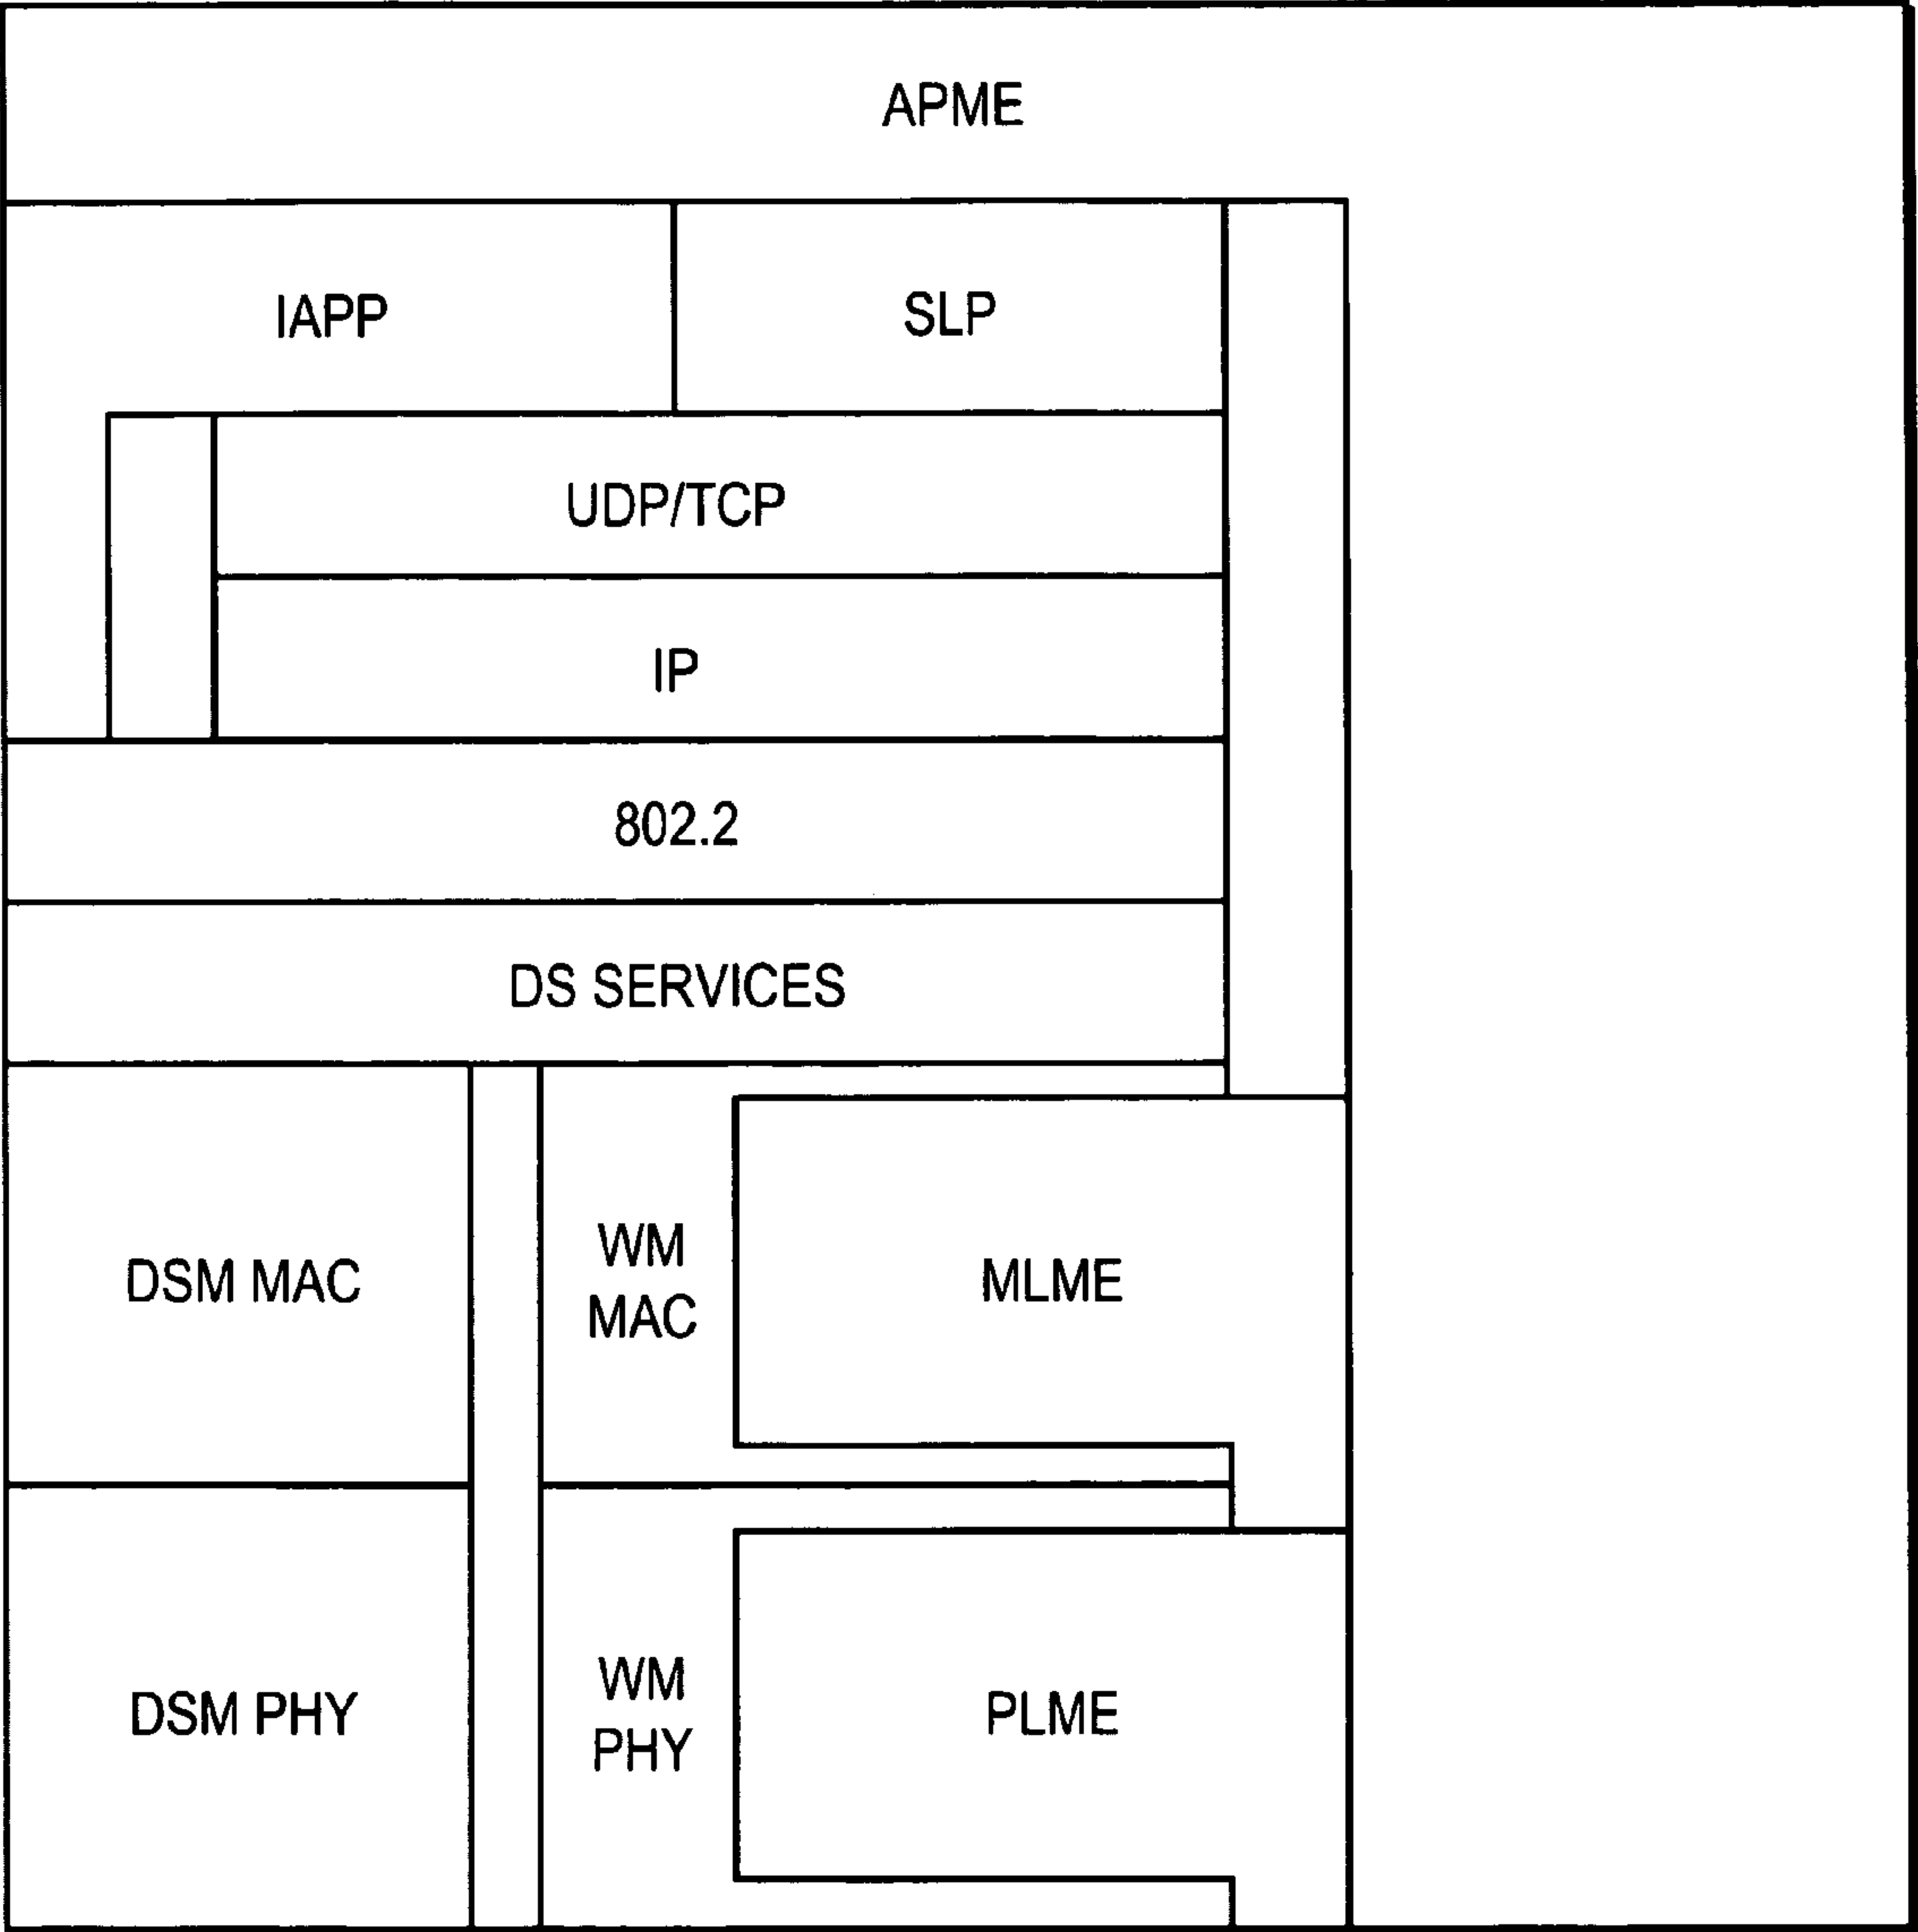 APME
IAPP
SLP
UDP/TCP
IP
802.2
DS SERVICES
DSM MAC
WM
MAC
MLME
DSM PHY
WM
PHY
PLME